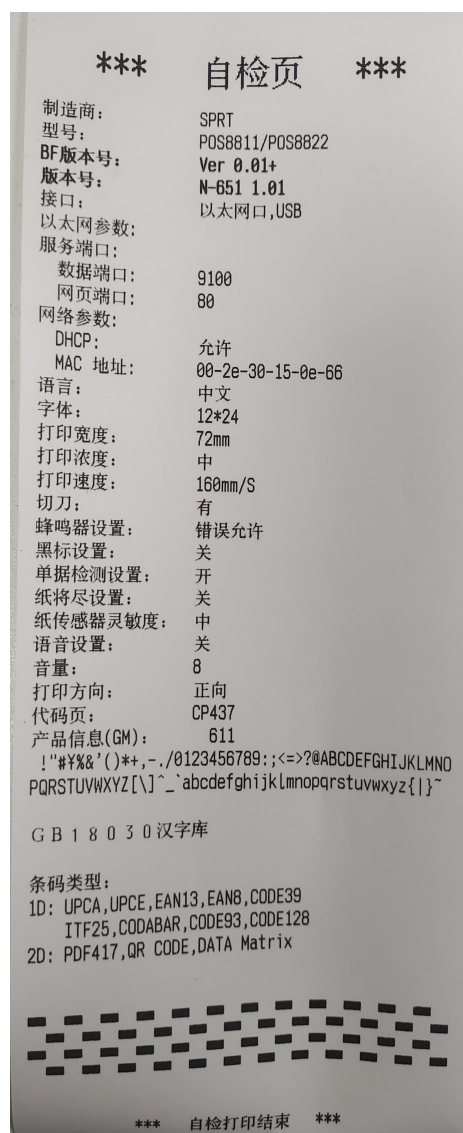 *** 自检页 ***
制造商: SPRT
型号: POS8811/POS8822
BF版本号: Ver 0.01+
版本号: N-651 1.01
接口: 以太网口,USB
以太网参数:
服务端口:
数据端口: 9100
网页端口: 80
网络参数:
DHCP: 允许
MAC 地址: 00-2e-30-15-0e-66
语言: 中文
字体: 12*24
打印宽度: 72mm
打印浓度: 中
打印速度: 160mm/S
切刀: 有
蜂鸣器设置: 错误允许
黑标设置: 关
单据检测设置: 开
纸将尽设置: 关
纸传感器灵敏度: 中
语音设置: 关
音量: 8
打印方向: 正向
代码页: CP437
产品信息(GM): 611
!"#¥%&'()*+,-./0123456789:;<=>?@ABCDEFGHIJKLMNO
PQRSTUVWXYZ[\]^_`abcdefghijklmnopqrstuvwxyz{|}~
GB18030汉字库
条码类型:
1D: UPCA,UPCE,EAN13,EAN8,CODE39
ITF25,CODABAR,CODE93,CODE128
2D: PDF417,QR CODE,DATA Matrix
*** 自检打印结束 ***